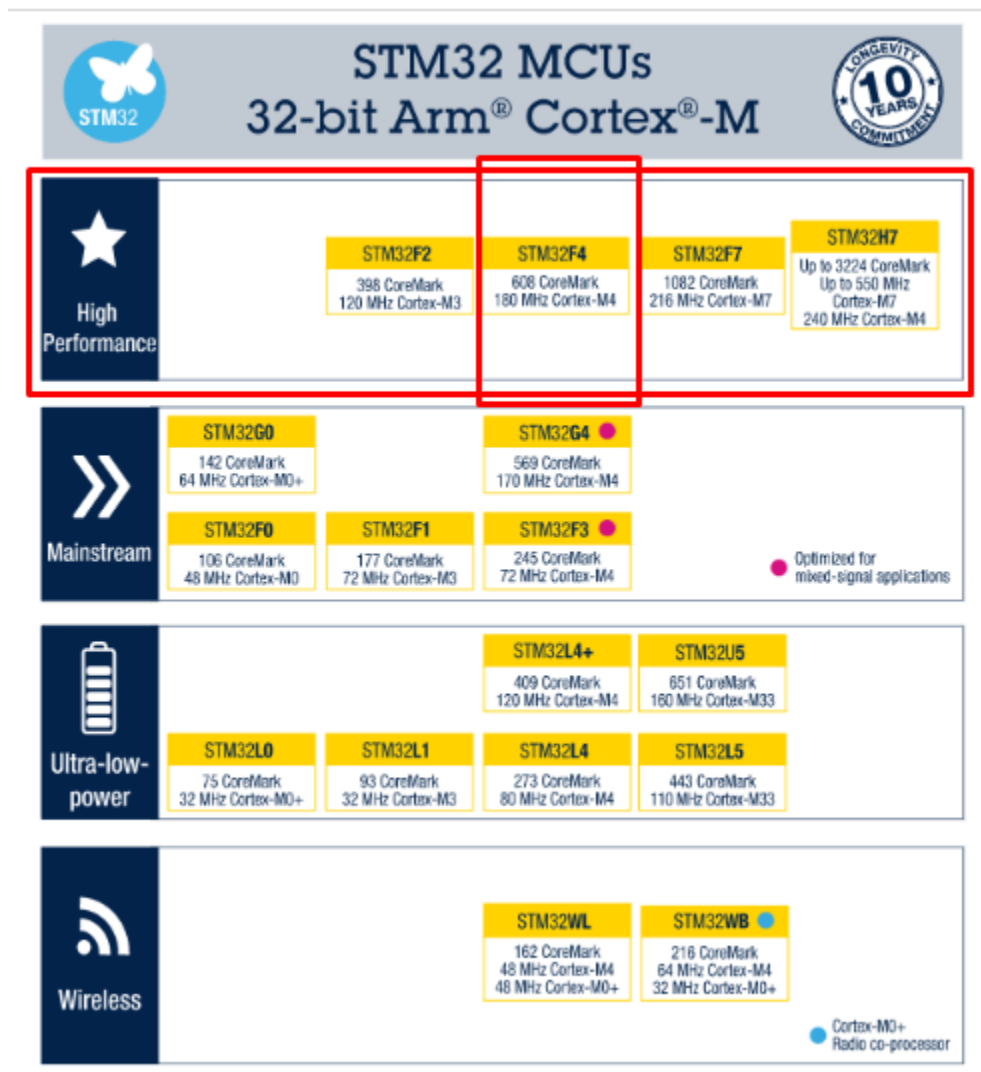 STM32
STM32 MCUs
32-bit Arm® Cortex®-M
LONGEVITY
10
YEARS
COMMITMENT
High
Performance
STM32F2
398 CoreMark
120 MHz Cortex-M3
STM32F4
608 CoreMark
180 MHz Cortex-M4
STM32F7
1082 CoreMark
216 MHz Cortex-M7
STM32H7
Up to 3224 CoreMark
Up to 550 MHz
Cortex-M7
240 MHz Cortex-M4
Mainstream
STM32G0
142 CoreMark
64 MHz Cortex-M0+
STM32G4
569 CoreMark
170 MHz Cortex-M4
STM32F0
106 CoreMark
48 MHz Cortex-M0
STM32F1
177 CoreMark
72 MHz Cortex-M3
STM32F3
245 CoreMark
72 MHz Cortex-M4
Optimized for
mixed-signal applications
Ultra-low-
power
STM32L4+
409 CoreMark
120 MHz Cortex-M4
STM32U5
651 CoreMark
160 MHz Cortex-M33
STM32L0
75 CoreMark
32 MHz Cortex-M0+
STM32L1
93 CoreMark
32 MHz Cortex-M3
STM32L4
273 CoreMark
80 MHz Cortex-M4
STM32L5
443 CoreMark
110 MHz Cortex-M33
Wireless
STM32WL
162 CoreMark
48 MHz Cortex-M4
48 MHz Cortex-M0+
STM32WB
216 CoreMark
64 MHz Cortex-M4
32 MHz Cortex-M0+
Cortex-M0+
Radio co-processor